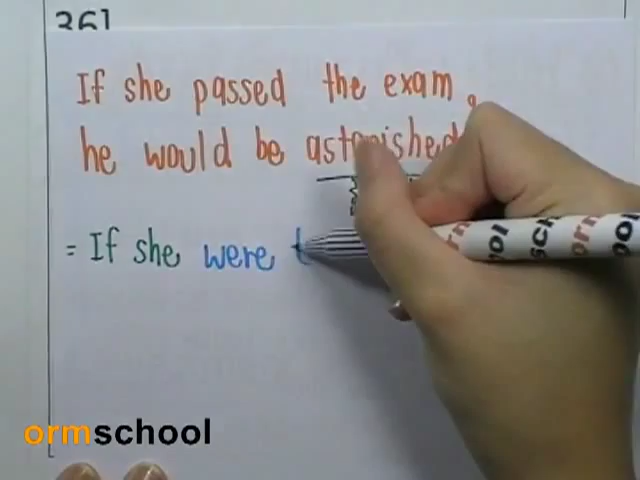 361
If she passed the exam,
he would be astonished
= If she were t
ormschool